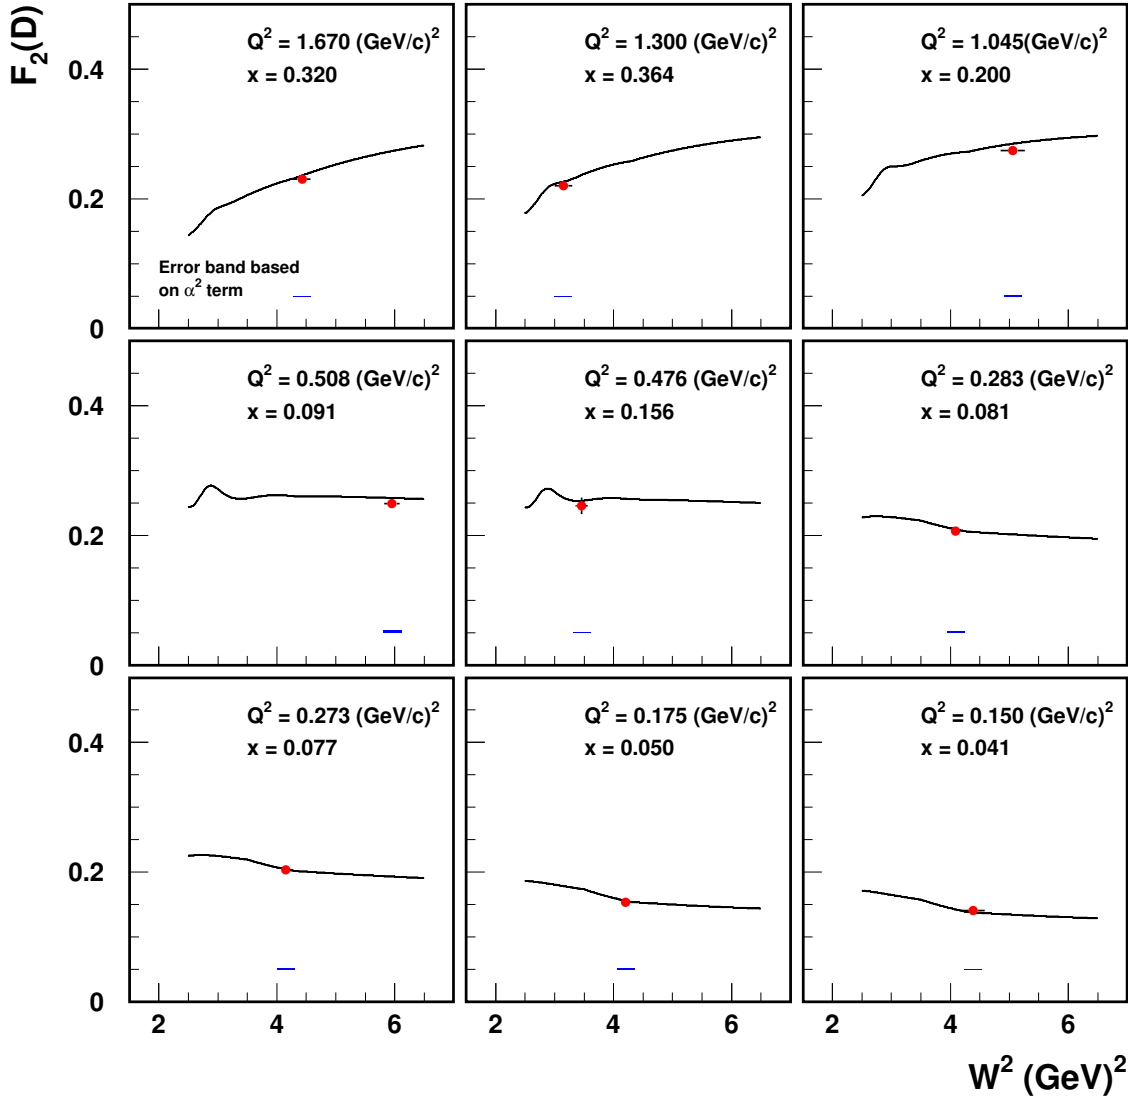 F₂(D)
Q² = 1.670 (GeV/c)²
x = 0.320
Error band based
on α² term
Q² = 1.300 (GeV/c)²
x = 0.364
Q² = 1.045(GeV/c)²
x = 0.200
0.4
0.2
0
Q² = 0.508 (GeV/c)²
x = 0.091
Q² = 0.476 (GeV/c)²
x = 0.156
Q² = 0.283 (GeV/c)²
x = 0.081
0.4
0.2
0
Q² = 0.273 (GeV/c)²
x = 0.077
Q² = 0.175 (GeV/c)²
x = 0.050
Q² = 0.150 (GeV/c)²
x = 0.041
0.4
0.2
0
2 4 6 2 4 6 2 4 6
W² (GeV)²